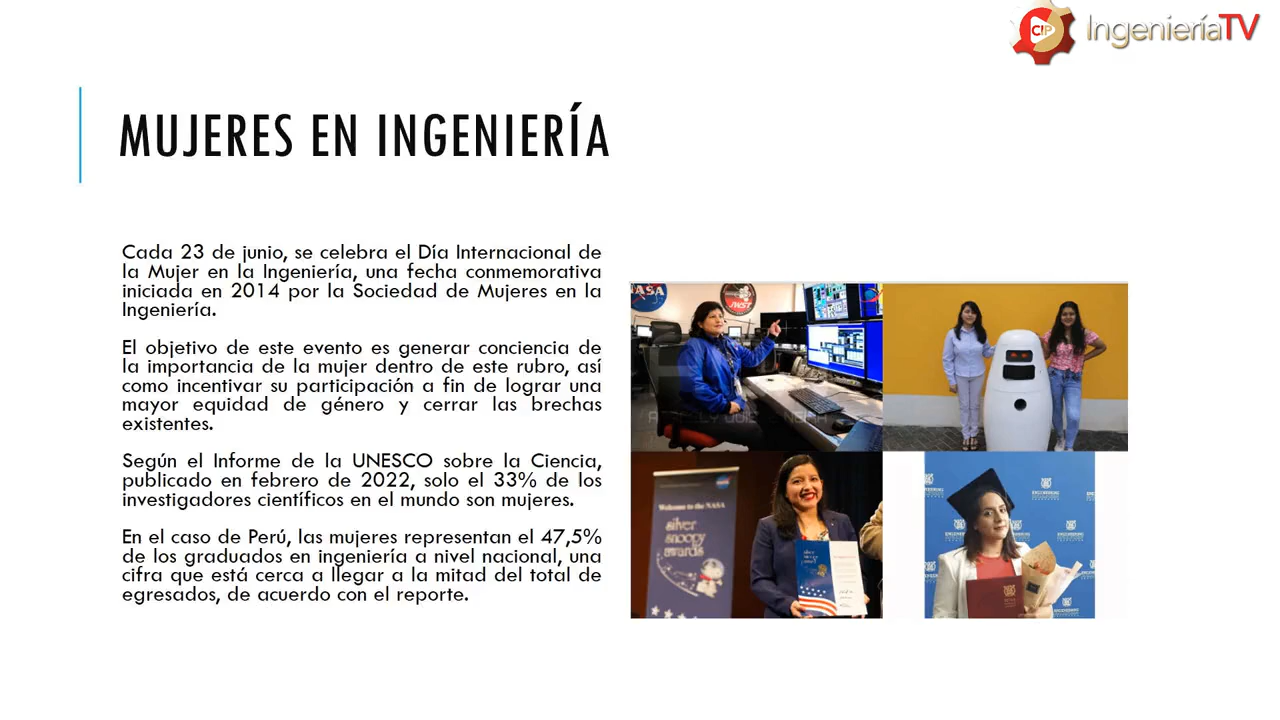 CIP IngenieríaTV
MUJERES EN INGENIERÍA
Cada 23 de junio, se celebra el Día Internacional de
la Mujer en la Ingeniería, una fecha conmemorativa
iniciada en 2014 por la Sociedad de Mujeres en la
Ingeniería.
El objetivo de este evento es generar conciencia de
la importancia de la mujer dentro de este rubro, así
como incentivar su participación a fin de lograr una
mayor equidad de género y cerrar las brechas
existentes.
Según el Informe de la UNESCO sobre la Ciencia,
publicado en febrero de 2022, solo el 33% de los
investigadores científicos en el mundo son mujeres.
En el caso de Perú, las mujeres representan el 47,5%
de los graduados en ingeniería a nivel nacional, una
cifra que está cerca a llegar a la mitad del total de
egresados, de acuerdo con el reporte.
NASA
Welcome to the NASA
silver
snoopy
awards